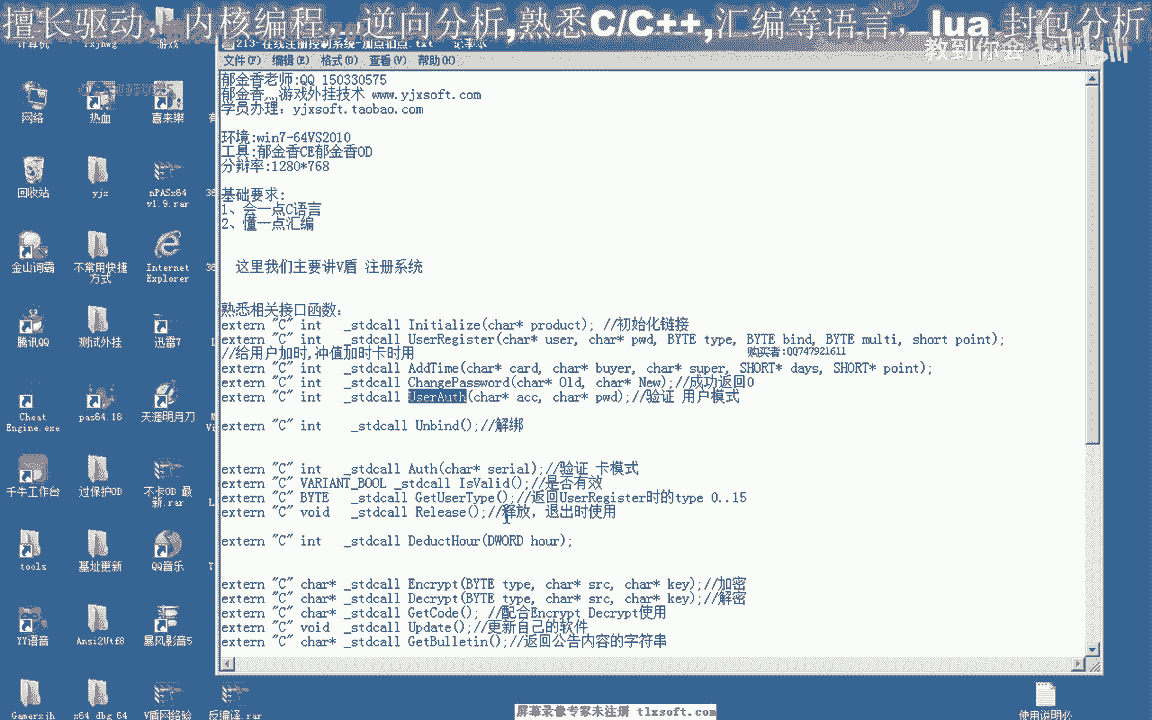 擅长驱动，内核编程，，逆向分析,熟悉C/C++,汇编等语言， lua 封包分析
教到你会 bilibili
213-在线注册控制系统-加点扣点.txt - 记事本
文件(F) 编辑(E) 格式(O) 查看(V) 帮助(H)
郁金香老师:QQ 150330575
郁金香灬游戏外挂技术 www.yjxsoft.com
学员办理：yjxsoft.taobao.com
环境:win7-64VS2010
工具:郁金香CE郁金香OD
分辩率:1280*768
基础要求:
1、会一点C语言
2、懂一点汇编
这里我们主要讲V盾 注册系统
熟悉相关接口函数：
extern "C" int _stdcall Initialize(char* product); //初始化链接
extern "C" int _stdcall UserRegister(char* user, char* pwd, BYTE type, BYTE bind, BYTE multi, short point);
//给用户加时,冲值加时卡时用
购买者:QQ747921611
extern "C" int _stdcall AddTime(char* card, char* buyer, char* super, SHORT* days, SHORT* point);
extern "C" int _stdcall ChangePassword(char* Old, char* New);//成功返回0
extern "C" int _stdcall UserAuth(char* acc, char* pwd);//验证 用户模式
extern "C" int _stdcall Unbind();//解绑
extern "C" int _stdcall Auth(char* serial);//验证 卡模式
extern "C" VARIANT_BOOL _stdcall IsValid();//是否有效
extern "C" BYTE _stdcall GetUserType();//返回UserRegister时的type 0..15
extern "C" void _stdcall Release();//释放，退出时使用
extern "C" int _stdcall DeductHour(DWORD hour);
extern "C" char* _stdcall Encrypt(BYTE type, char* src, char* key);//加密
extern "C" char* _stdcall Decrypt(BYTE type, char* src, char* key);//解密
extern "C" char* _stdcall GetCode(); //配合Encrypt Decrypt使用
extern "C" void _stdcall Update();//更新自己的软件
extern "C" char* _stdcall GetBulletin();//返回公告内容的字符串
计算机 rxjhwg 游戏
网络 热血 喜来乐
回收站 yjx nPASx64 v1.9.rar
金山词霸 不常用快捷方式 Internet Explorer
腾讯QQ 测试外挂 迅雷7
Cheat Engine.exe pas64.18 天涯明月刀
千牛工作台 过保护OD 不卡OD 最新.rar
tools 基址更新 QQ音乐
YY语音 Ansi2Utf8 暴风影音5
Gamerxjh x64_dbg_64 V盾网络验 反编译.rar
使用说明必
屏幕录像专家未注册 tlxsoft.com